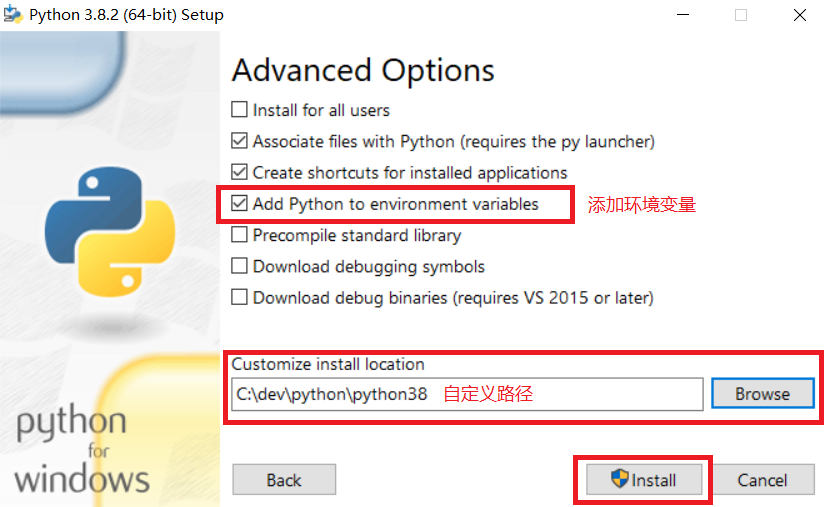 Python 3.8.2 (64-bit) Setup
Advanced Options
Install for all users
Associate files with Python (requires the py launcher)
Create shortcuts for installed applications
Add Python to environment variables 添加环境变量
Precompile standard library
Download debugging symbols
Download debug binaries (requires VS 2015 or later)
Customize install location
C:\dev\python\python38 自定义路径 Browse
python
for
windows
Back Install Cancel